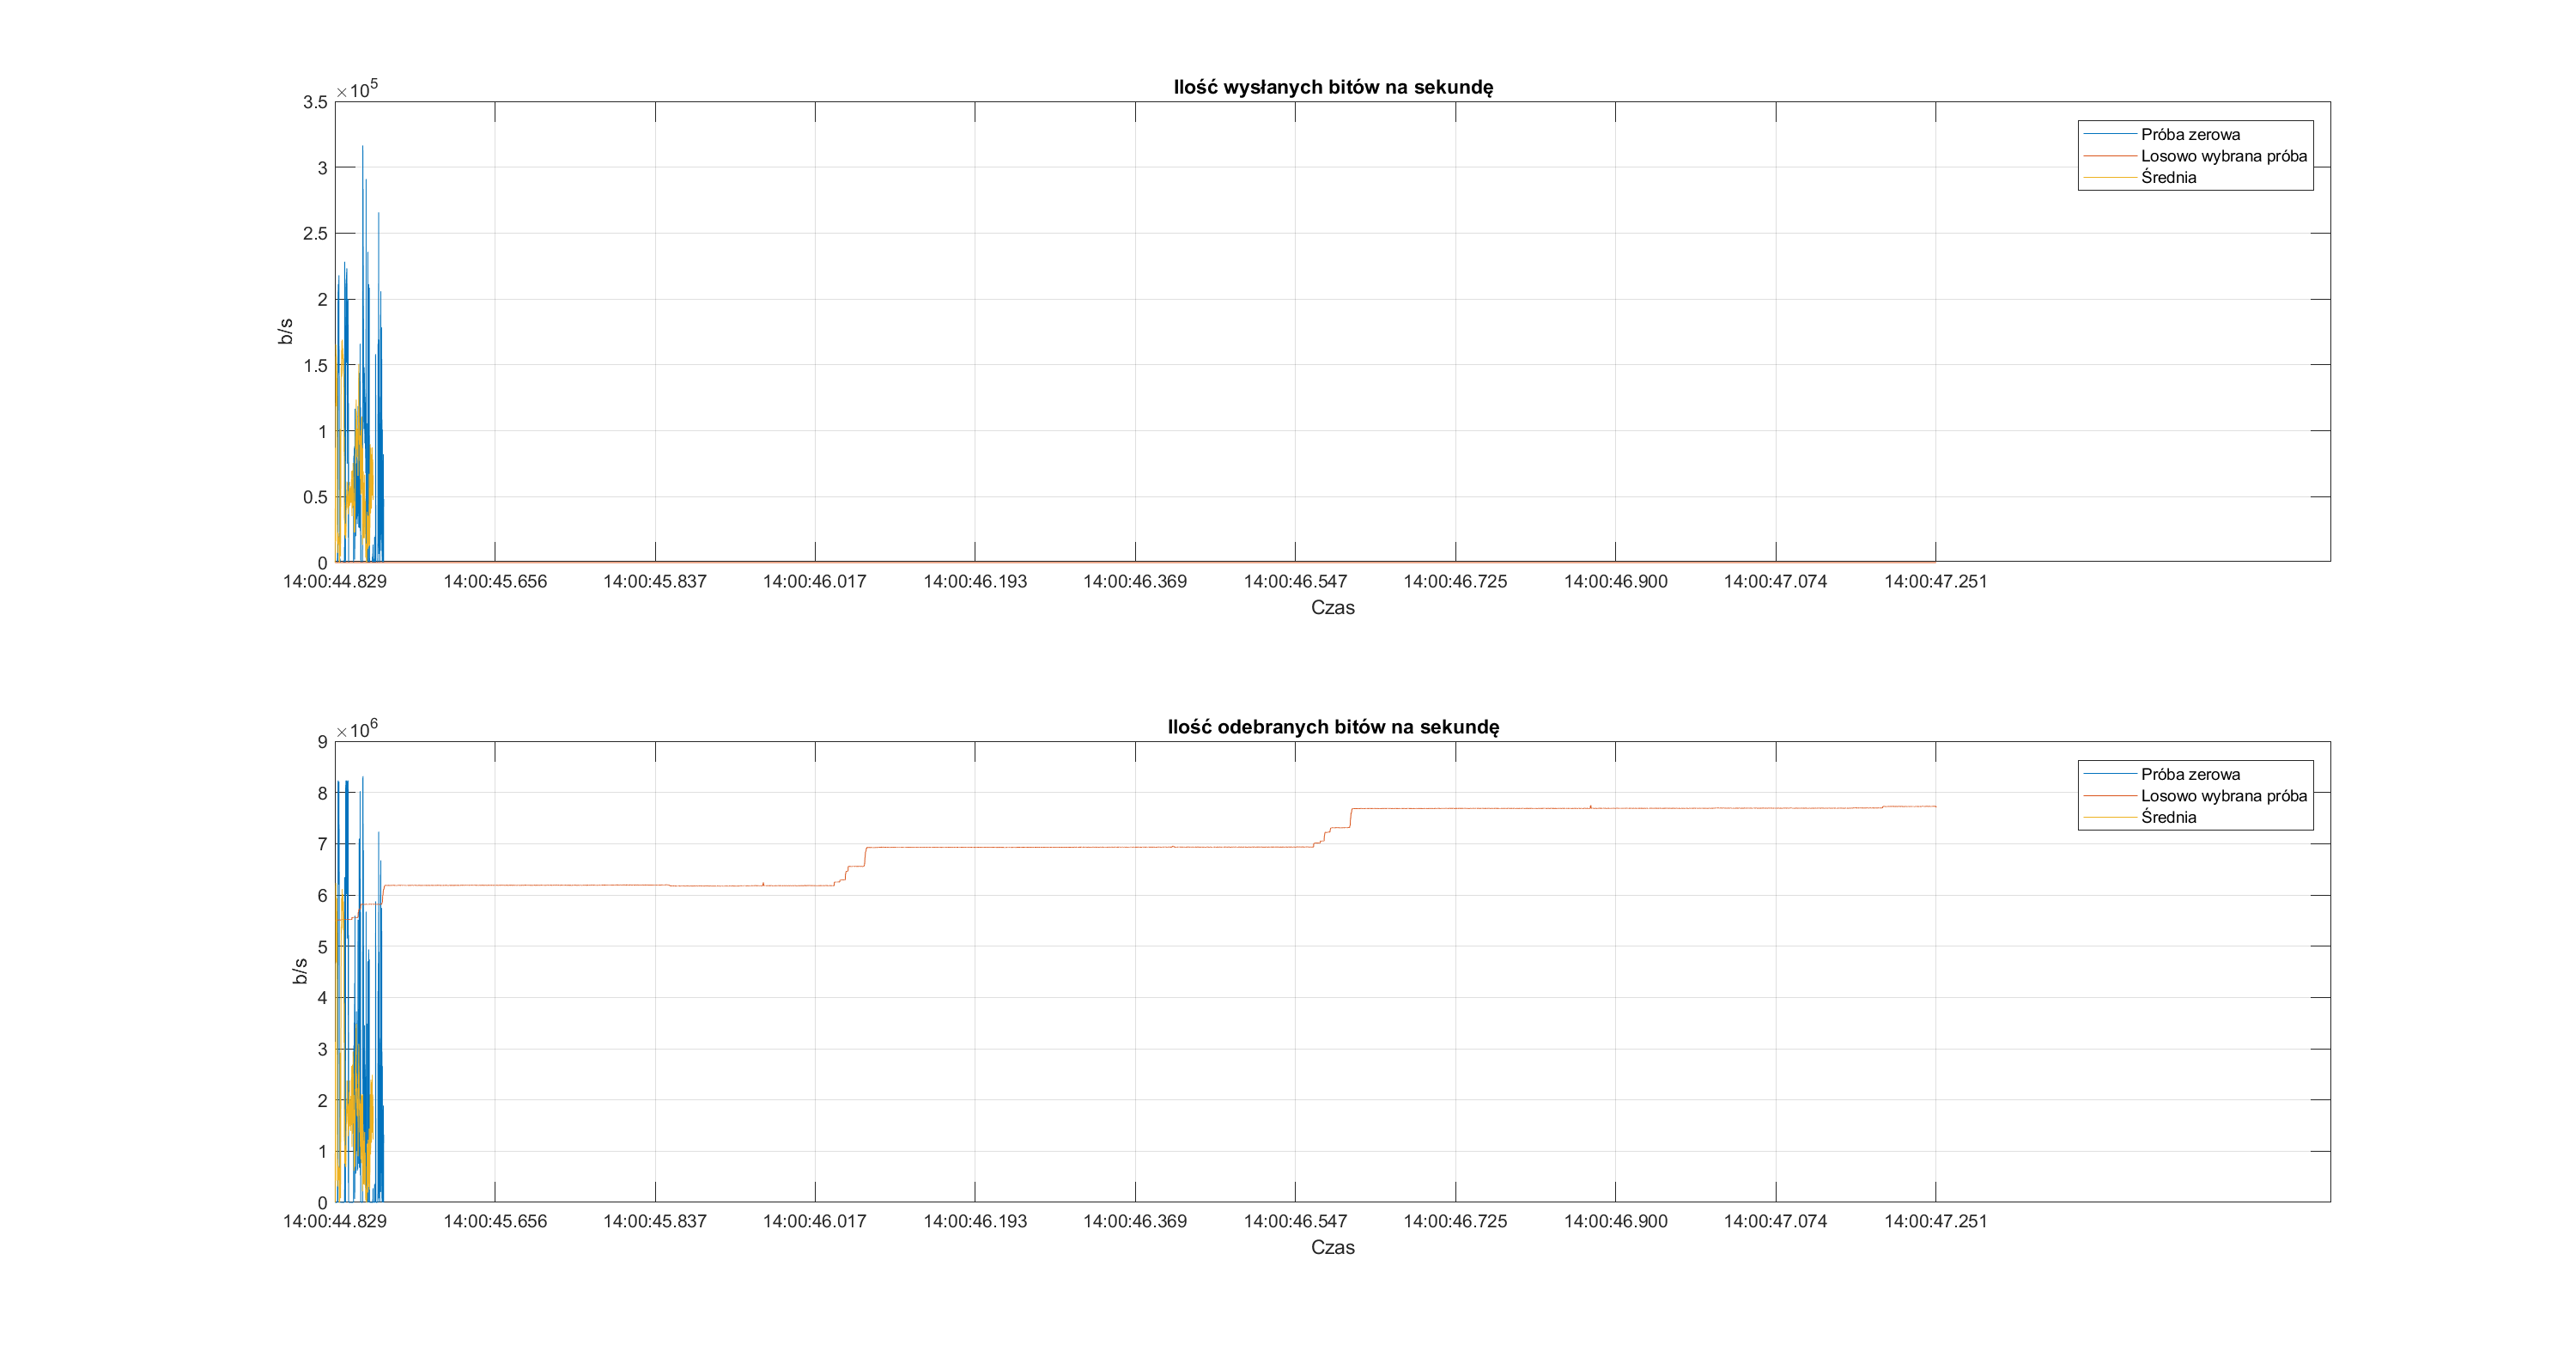 Ilość wysłanych bitów na sekundę
×10^5
3.5
3
2.5
2
1.5
1
0.5
0
b/s
Próba zerowa
Losowo wybrana próba
Średnia
14:00:44.829 14:00:45.656 14:00:45.837 14:00:46.017 14:00:46.193 14:00:46.369 14:00:46.547 14:00:46.725 14:00:46.900 14:00:47.074 14:00:47.251
Czas
Ilość odebranych bitów na sekundę
×10^6
9
8
7
6
5
4
3
2
1
0
b/s
Próba zerowa
Losowo wybrana próba
Średnia
14:00:44.829 14:00:45.656 14:00:45.837 14:00:46.017 14:00:46.193 14:00:46.369 14:00:46.547 14:00:46.725 14:00:46.900 14:00:47.074 14:00:47.251
Czas